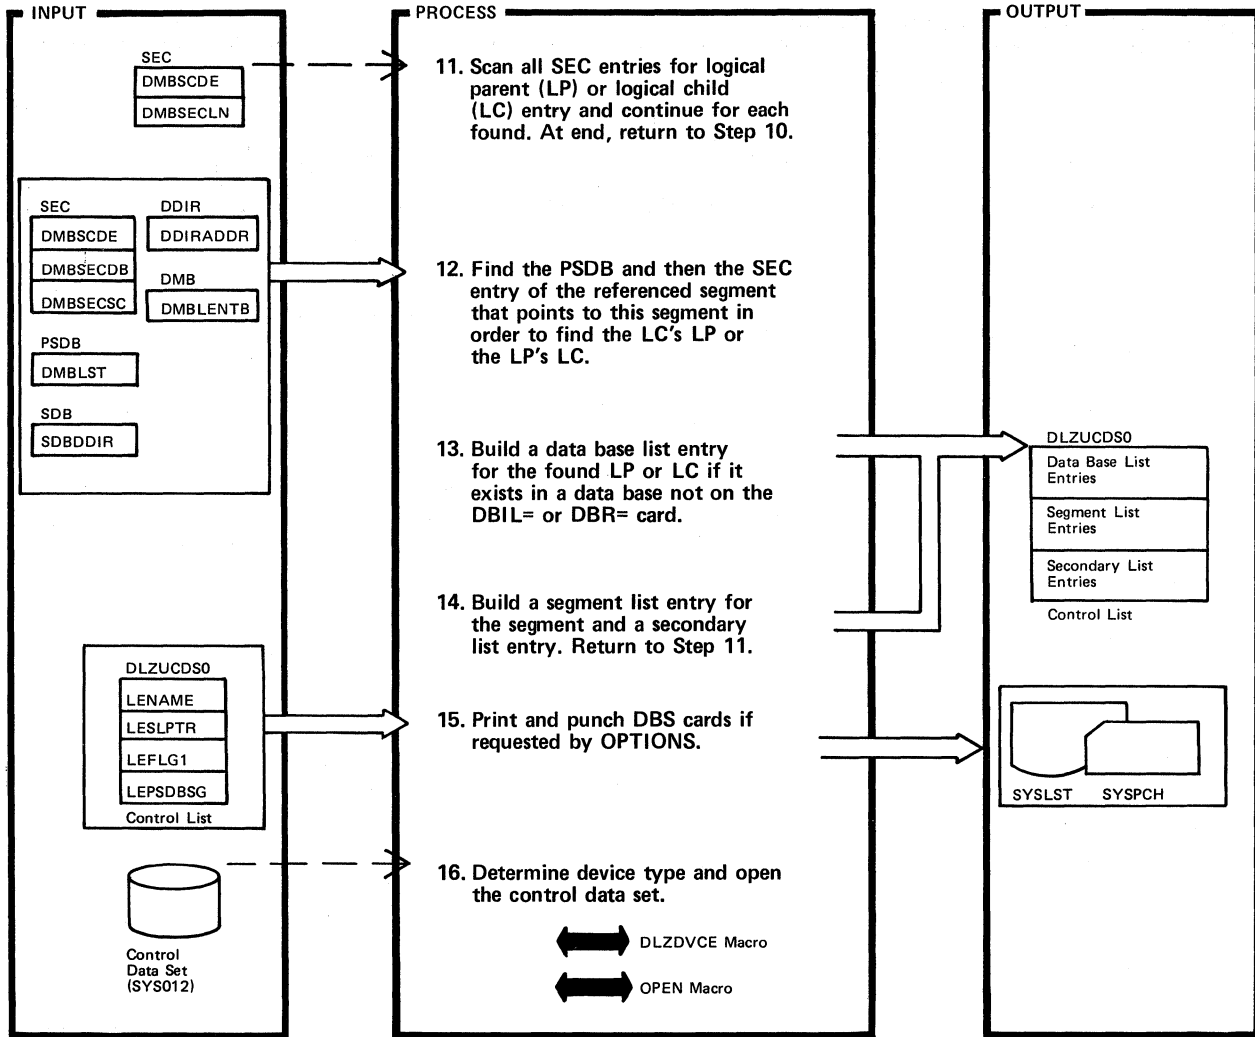 INPUT
SEC
DMBSCDE
DMBSECLN
SEC
DMBSCDE
DMBSECDB
DMBSECSC
DDIR
DDIRADDR
DMB
DMBLENTB
PSDB
DMBLST
SDB
SDBDDIR
DLZUCDS0
LENAME
LESLPTR
LEFLG1
LEPSDBSG
Control List
Control
Data Set
(SYS012)
PROCESS
11. Scan all SEC entries for logical
parent (LP) or logical child
(LC) entry and continue for each
found. At end, return to Step 10.
12. Find the PSDB and then the SEC
entry of the referenced segment
that points to this segment in
order to find the LC's LP or
the LP's LC.
13. Build a data base list entry
for the found LP or LC if it
exists in a data base not on the
DBIL= or DBR= card.
14. Build a segment list entry for
the segment and a secondary
list entry. Return to Step 11.
15. Print and punch DBS cards if
requested by OPTIONS.
16. Determine device type and open
the control data set.
DLZDVCE Macro
OPEN Macro
OUTPUT
DLZUCDS0
Data Base List
Entries
Segment List
Entries
Secondary List
Entries
Control List
SYSLST SYSPCH